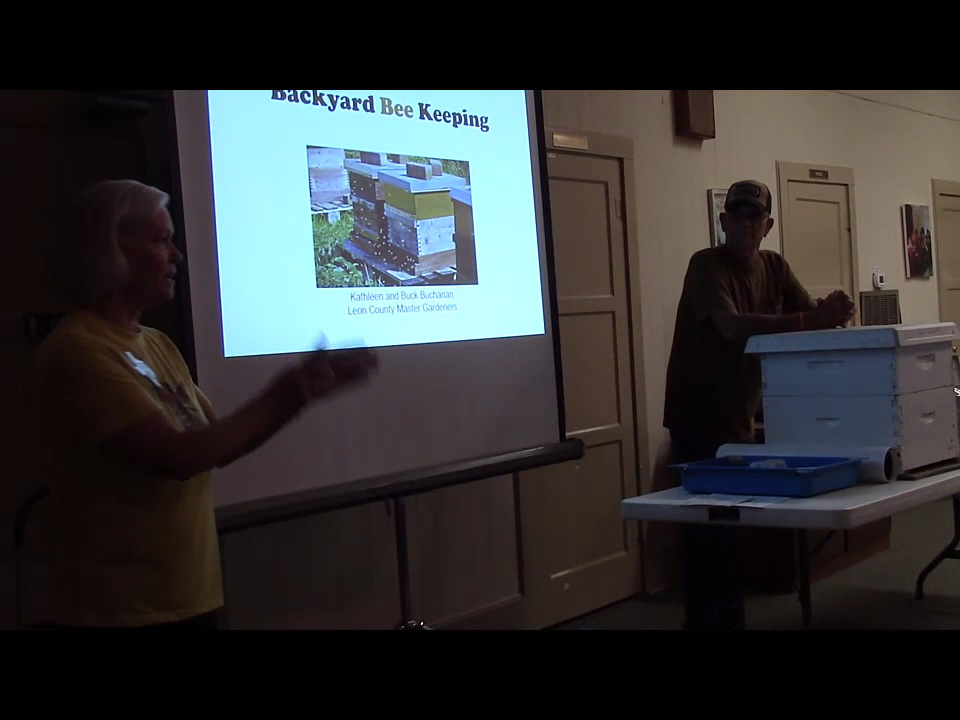 Backyard Bee Keeping
Kathleen and Buck Buchanan
Leon County Master Gardeners